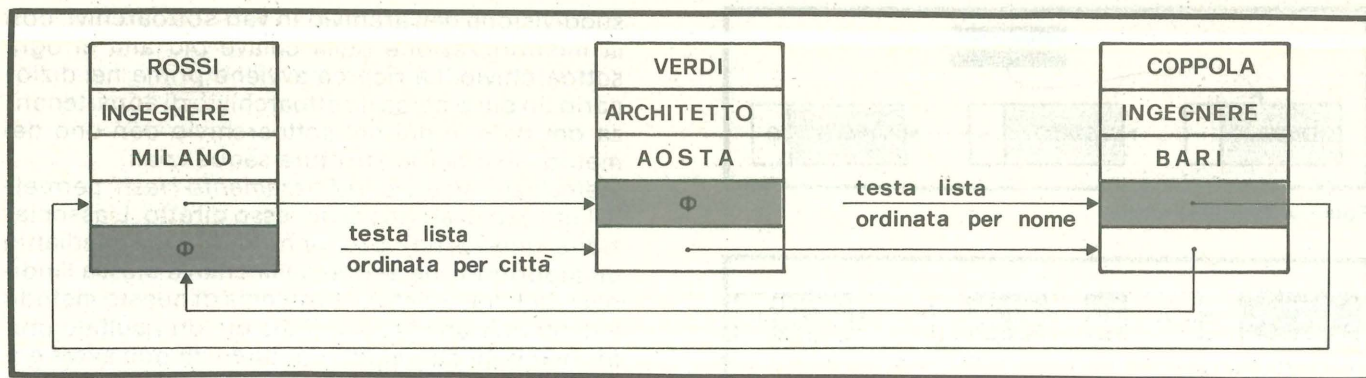 ROSSI
INGEGNERE
MILANO
Φ
testa lista
ordinata per città
VERDI
ARCHITETTO
AOSTA
Φ
testa lista
ordinata per nome
COPPOLA
INGEGNERE
BARI